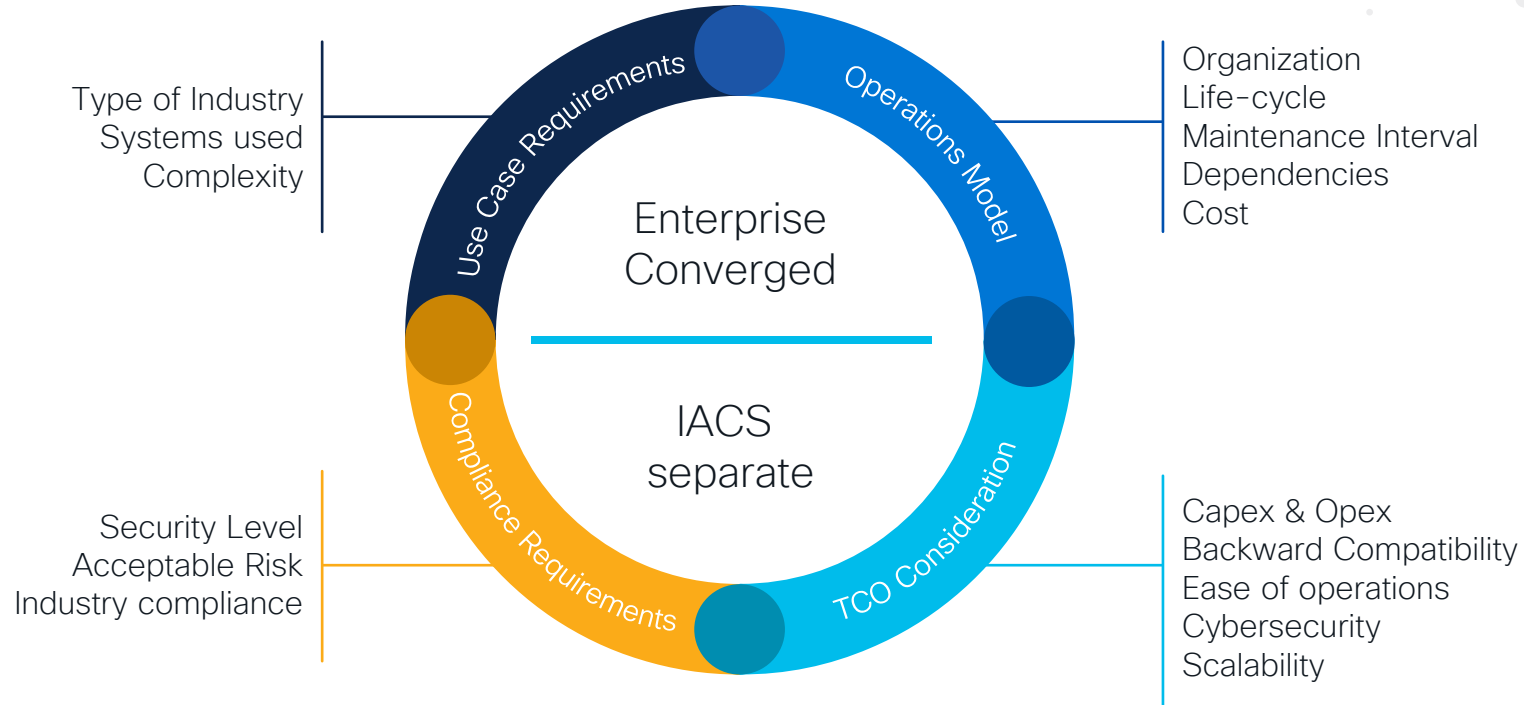 Type of Industry
Systems used
Complexity
Use Case Requirements
Operations Model
Organization
Life-cycle
Maintenance Interval
Dependencies
Cost
Enterprise
Converged
IACS
separate
Security Level
Acceptable Risk
Industry compliance
Compliance Requirements
TCO Consideration
Capex & Opex
Backward Compatibility
Ease of operations
Cybersecurity
Scalability